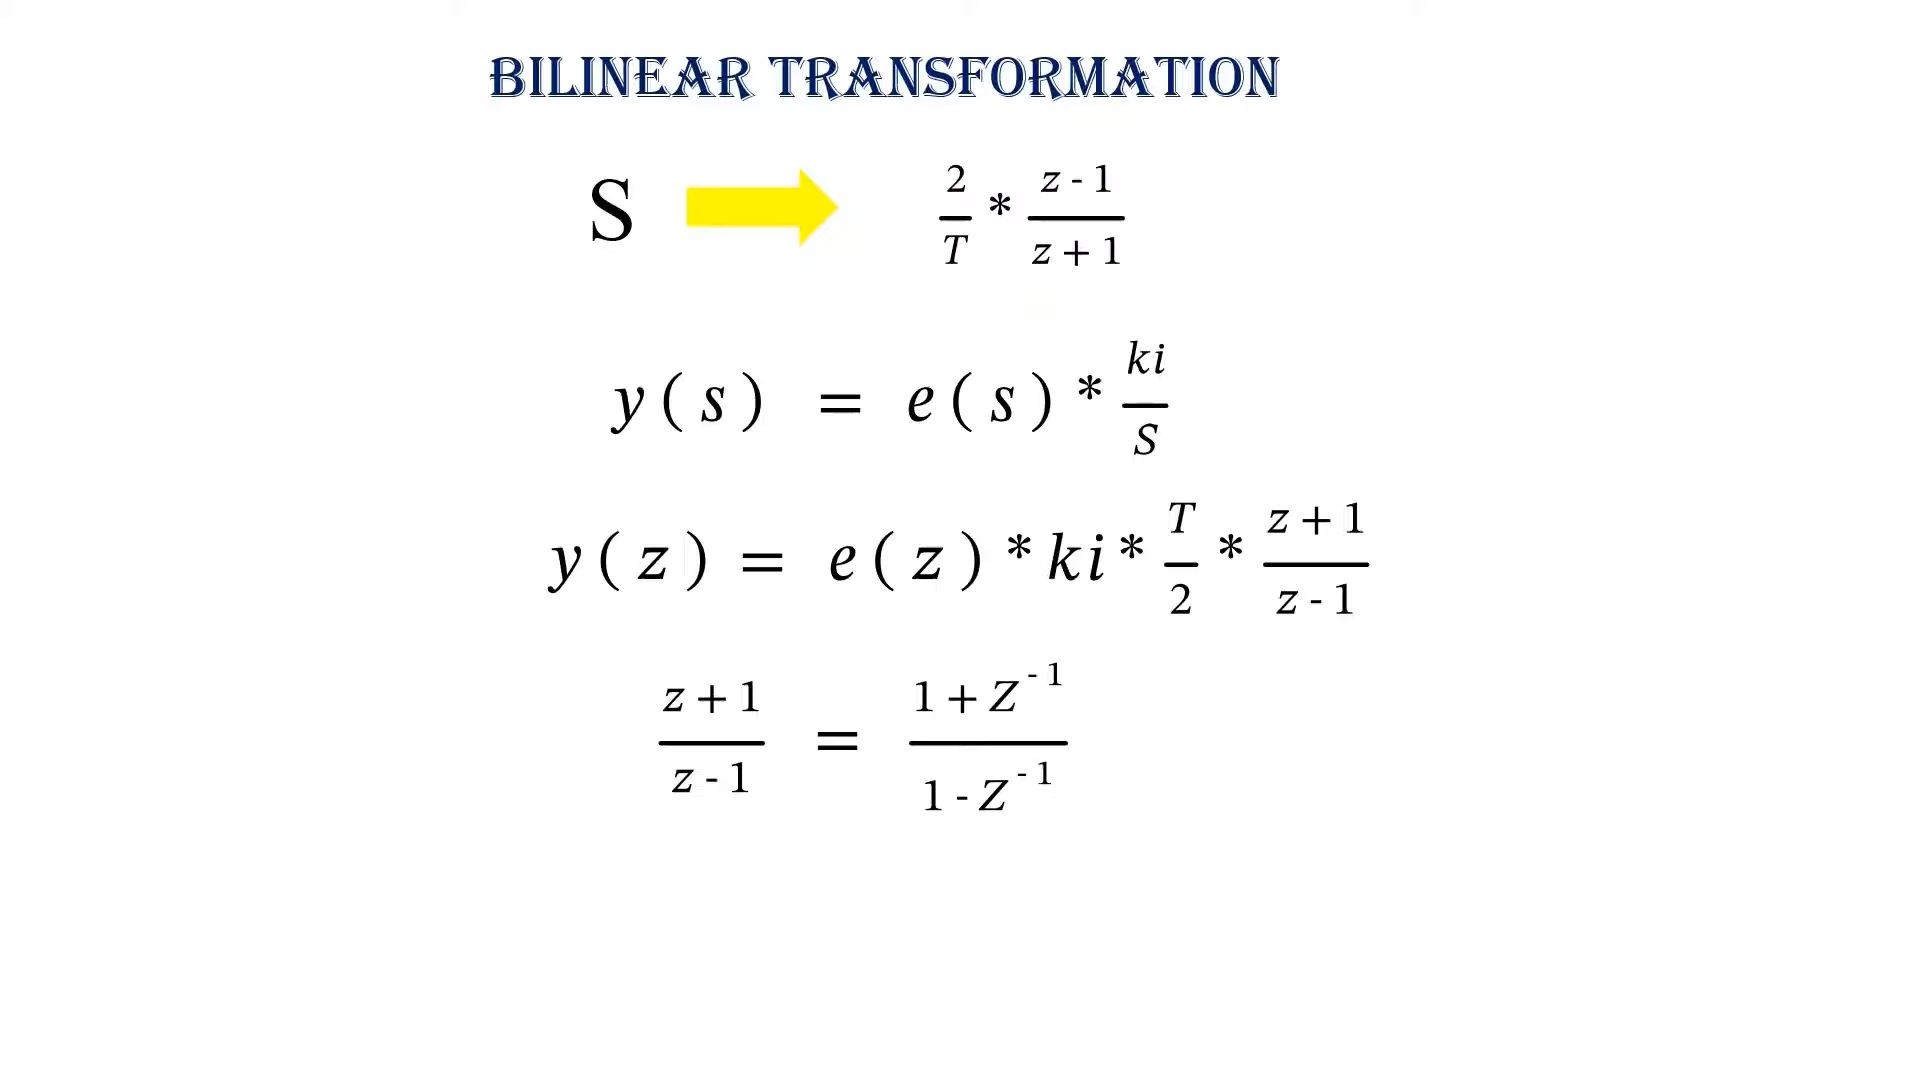 BILINEAR TRANSFORMATION
S 2/T * z - 1/z + 1
y ( s ) = e ( s ) * ki/S
y ( z ) = e ( z ) * ki * T/2 * z + 1/z - 1
z + 1/z - 1 = 1 + Z^-1/1 - Z^-1